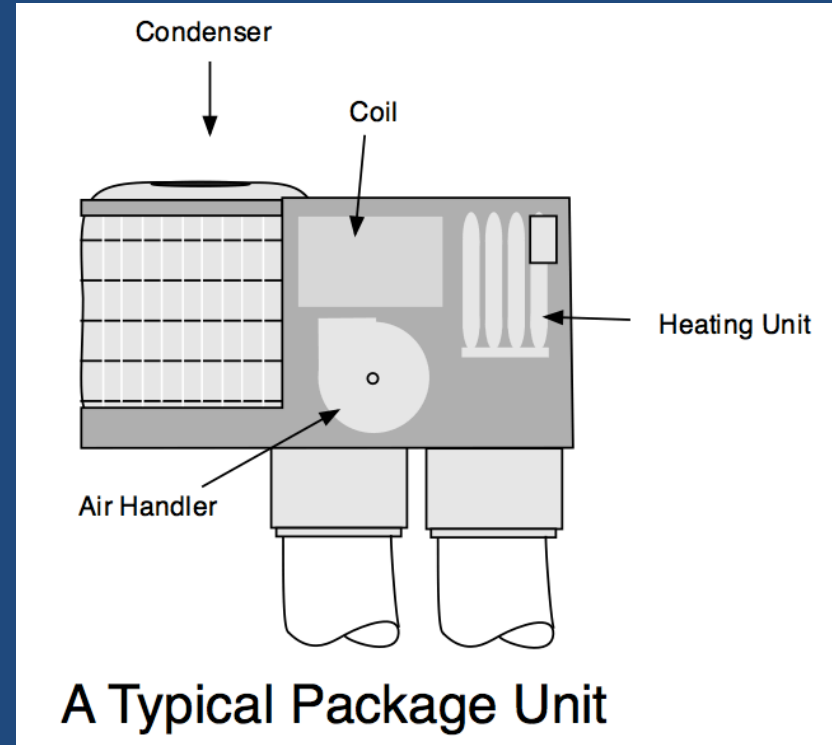 Condenser
Coil
Heating Unit
Air Handler
A Typical Package Unit